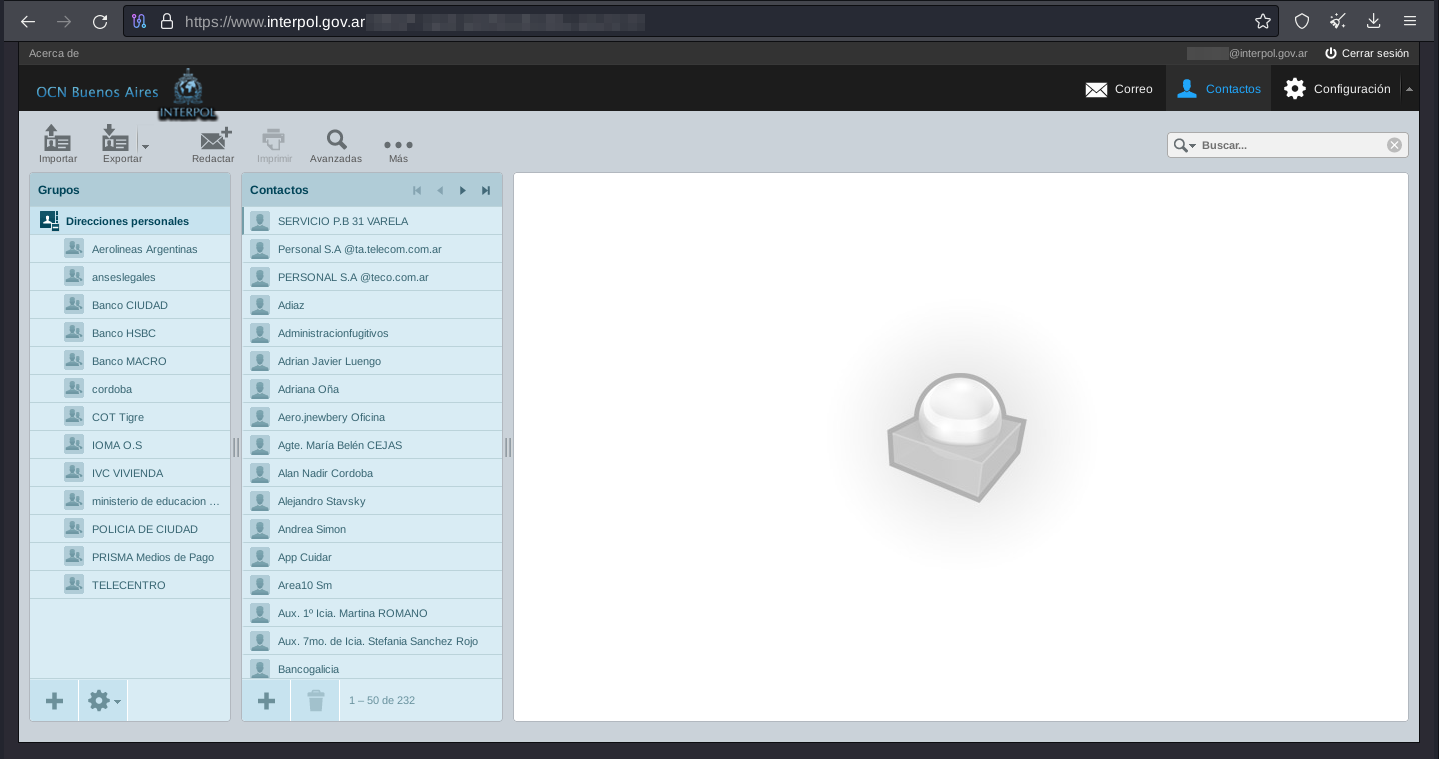 https://www.interpol.gov.ar
Acerca de
@interpol.gov.ar
Cerrar sesión
OCN Buenos Aires
INTERPOL
Correo
Contactos
Configuración
Importar
Exportar
Redactar
Imprimir
Avanzadas
Más
Buscar...
Grupos
Direcciones personales
Aerolineas Argentinas
anseslegales
Banco CIUDAD
Banco HSBC
Banco MACRO
cordoba
COT Tigre
IOMA O.S
IVC VIVIENDA
ministerio de educacion ...
POLICIA DE CIUDAD
PRISMA Medios de Pago
TELECENTRO
Contactos
SERVICIO P.B 31 VARELA
Personal S.A @ta.telecom.com.ar
PERSONAL S.A @teco.com.ar
Adiaz
Administracionfugitivos
Adrian Javier Luengo
Adriana Oña
Aero.jnewbery Oficina
Agte. María Belén CEJAS
Alan Nadir Cordoba
Alejandro Stavsky
Andrea Simon
App Cuidar
Area10 Sm
Aux. 1º Icia. Martina ROMANO
Aux. 7mo. de Icia. Stefania Sanchez Rojo
Bancogalicia
1 – 50 de 232